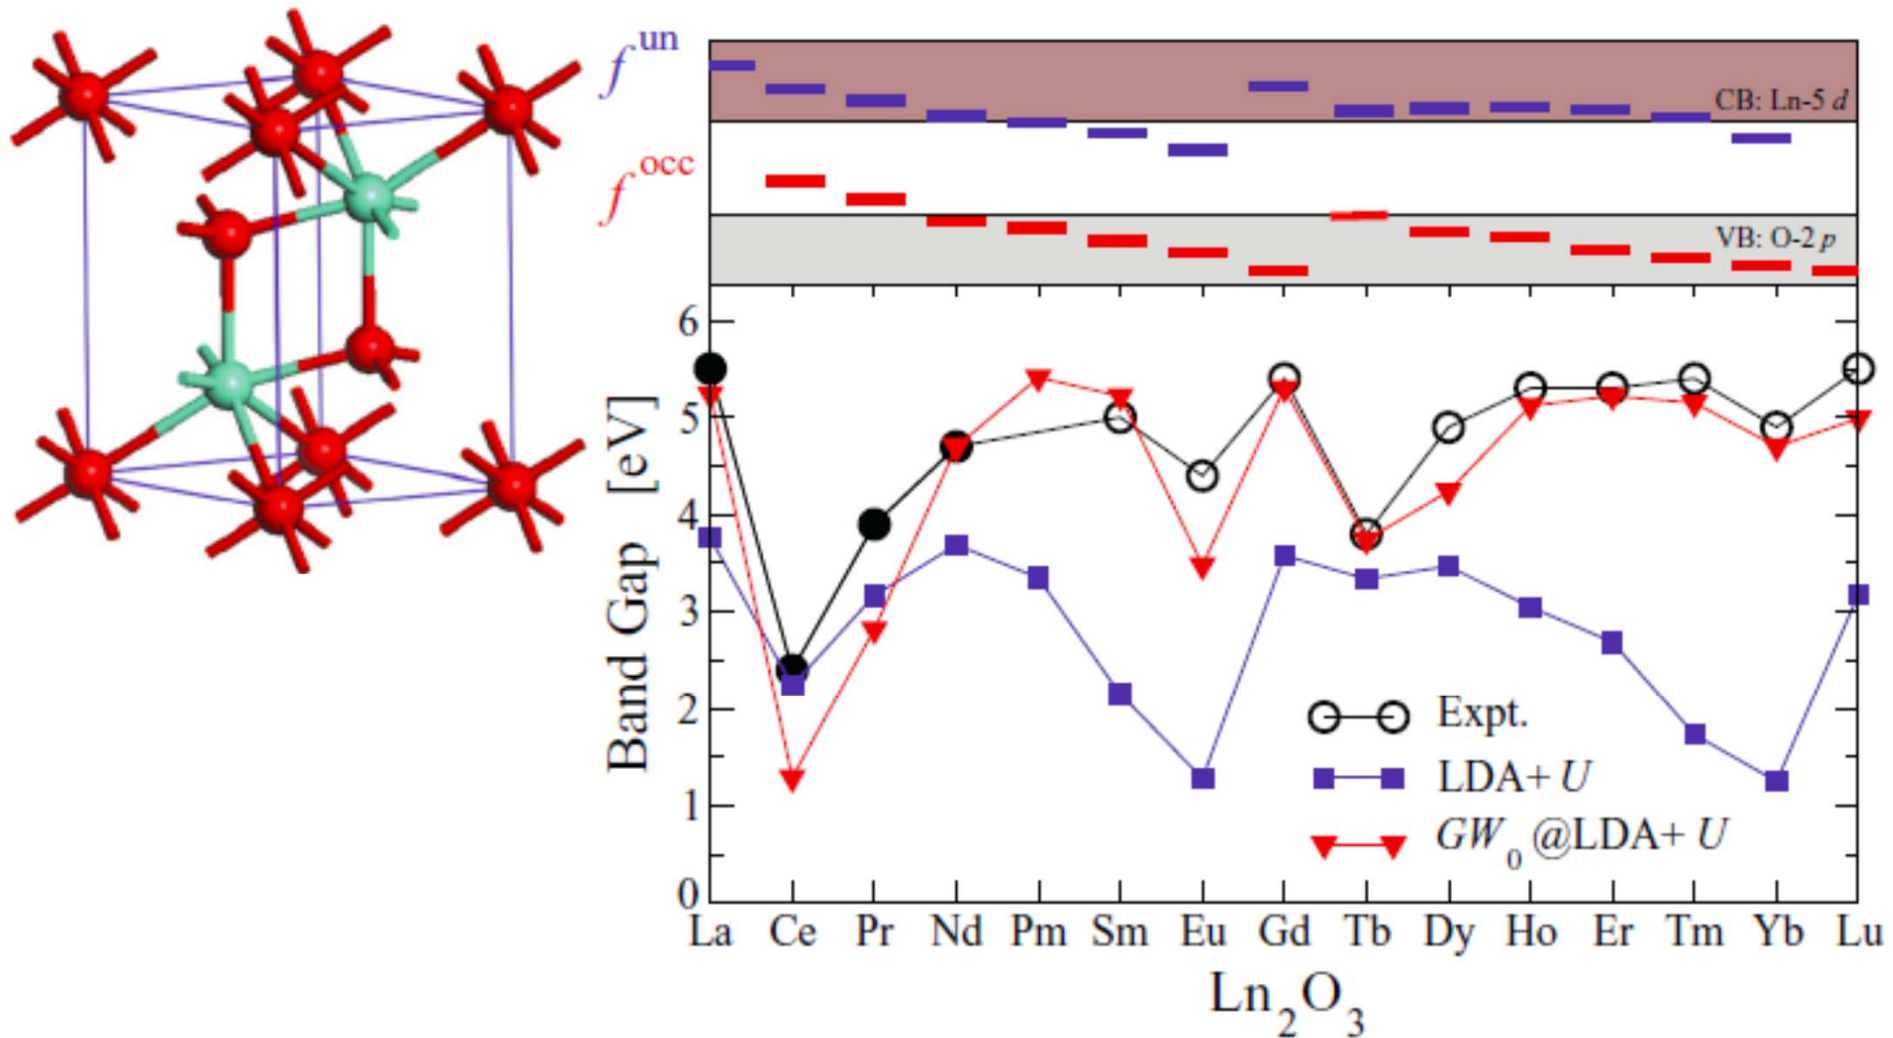 f un
CB: Ln-5 d
f occ
VB: O-2 p
6
5
4
3
2
1
0
Band Gap [eV]
Expt.
LDA+ U
GW0 @LDA+ U
La Ce Pr Nd Pm Sm Eu Gd Tb Dy Ho Er Tm Yb Lu
Ln2O3